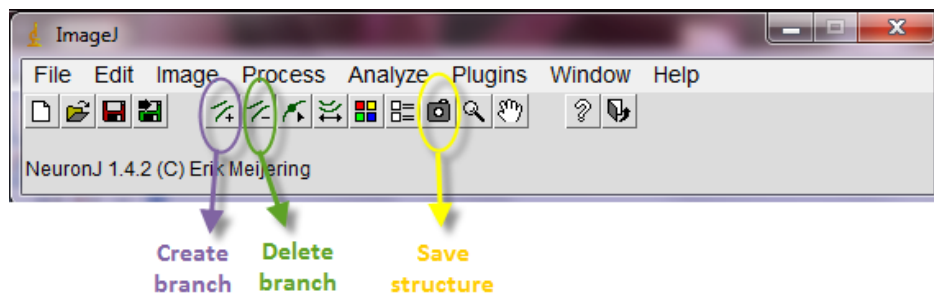 ImageJ
File Edit Image Process Analyze Plugins Window Help
NeuronJ 1.4.2 (C) Erik Meijering
Create branch
Delete branch
Save structure